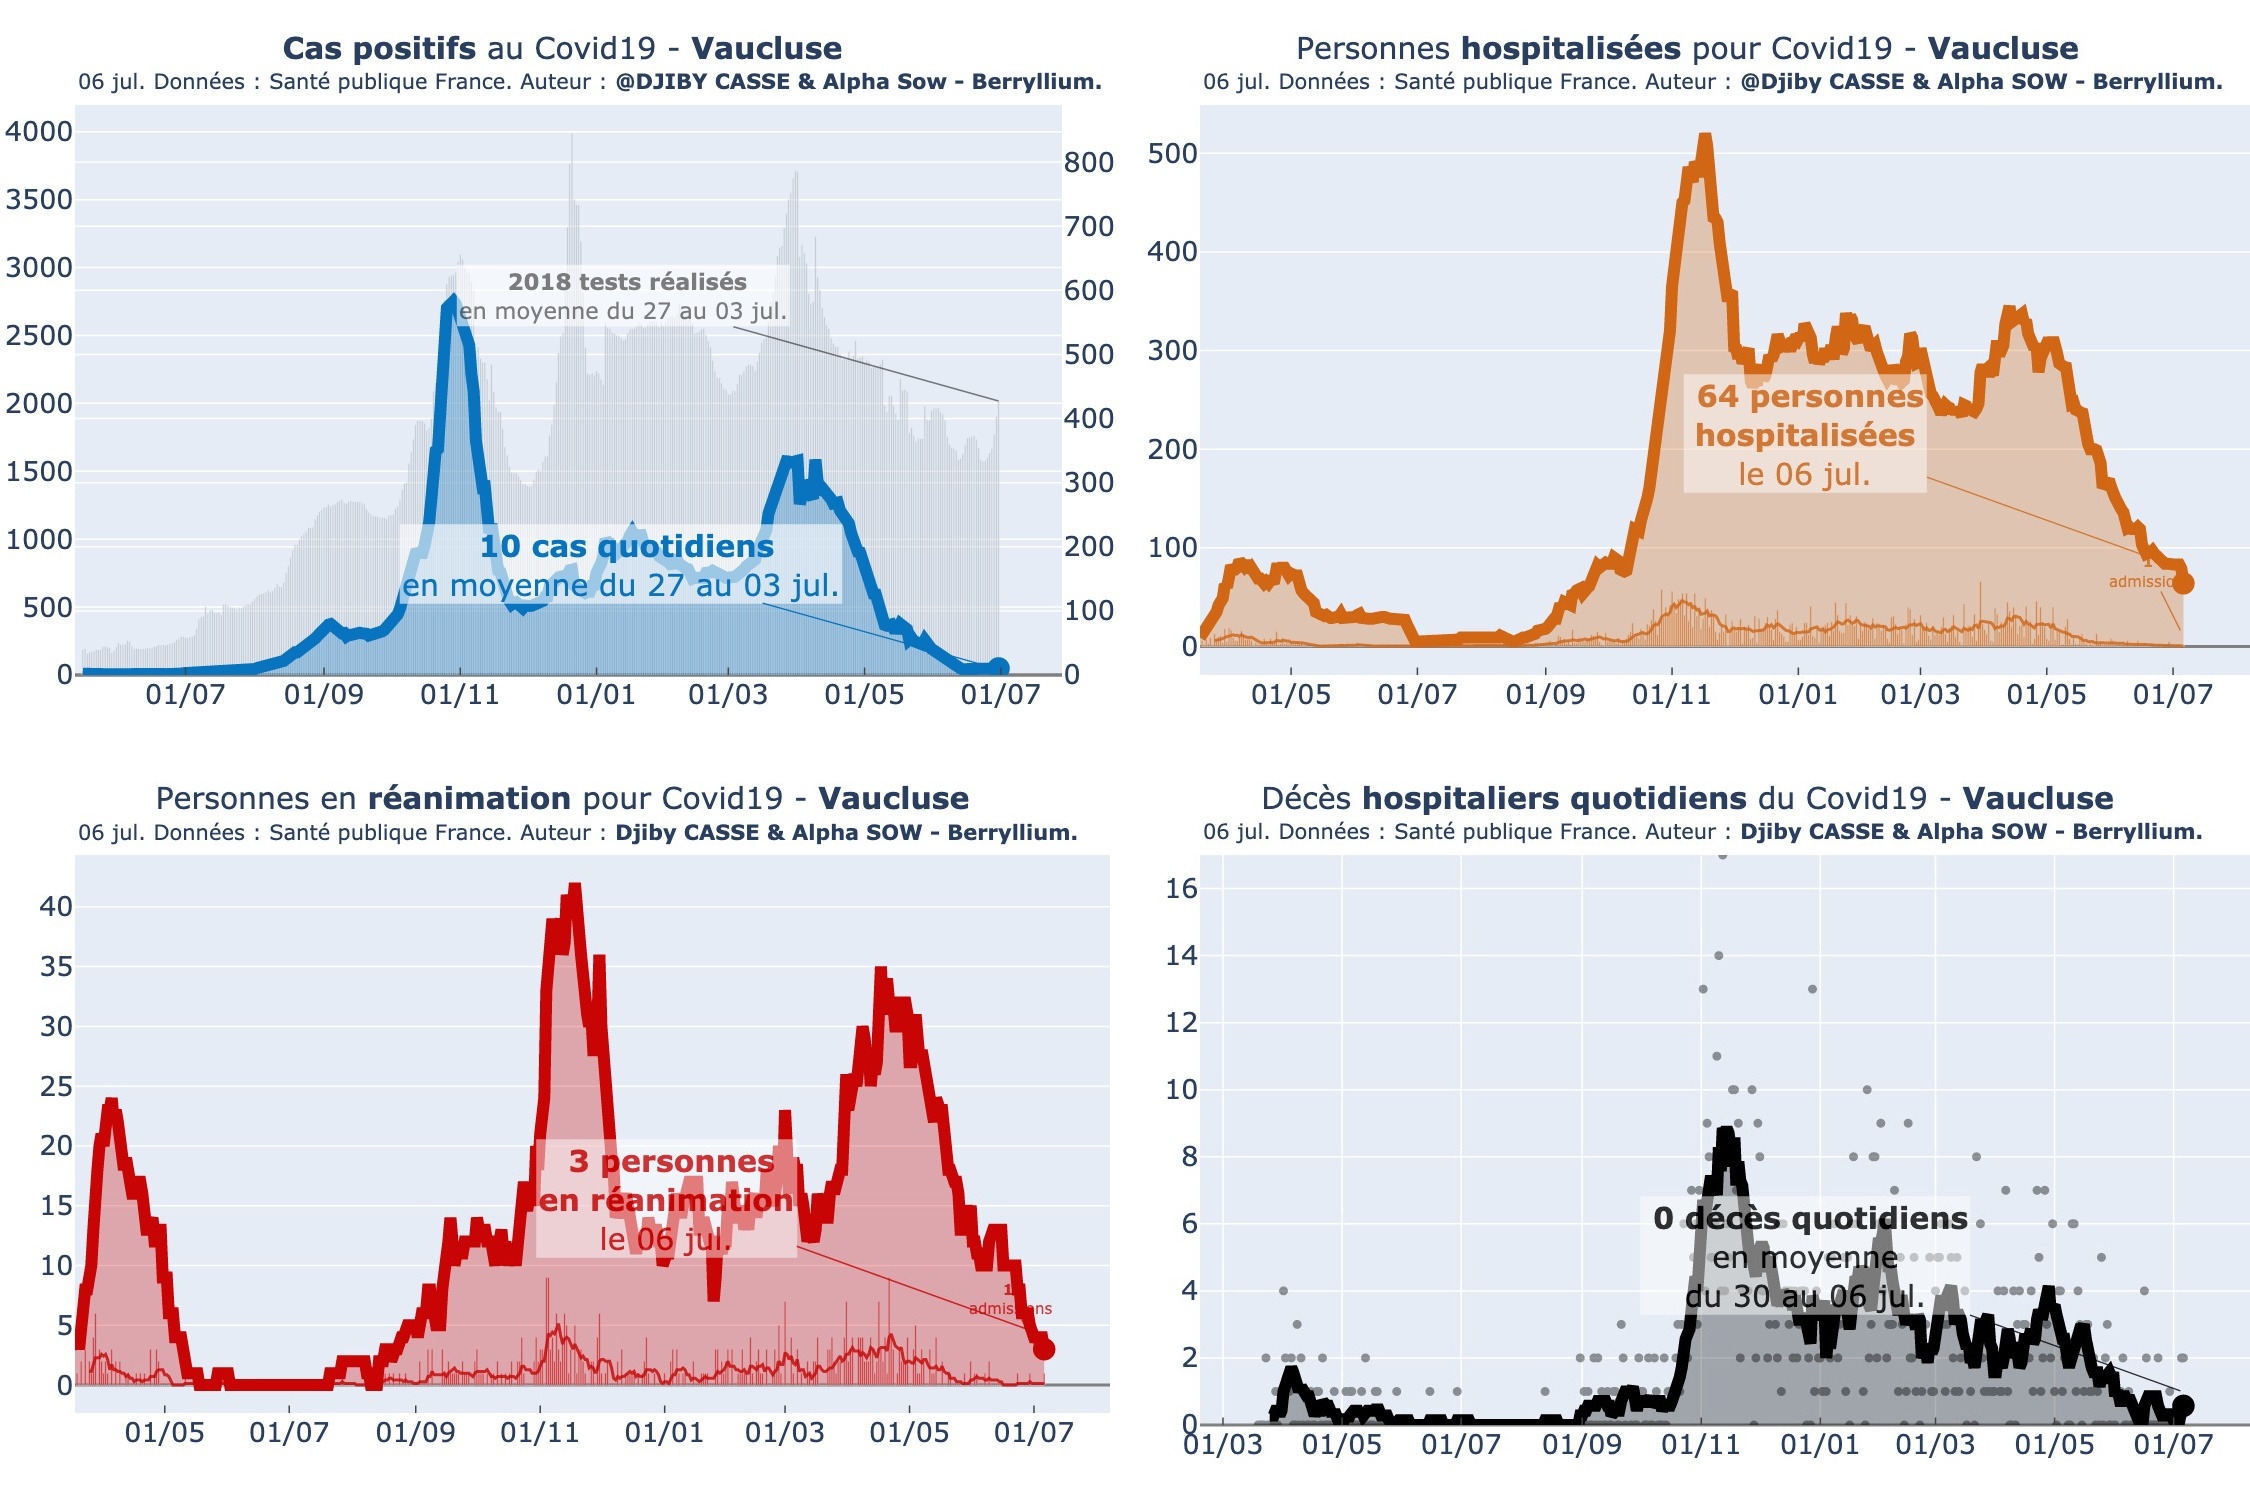 Cas positifs au Covid19 - Vaucluse
06 jul. Données : Santé publique France. Auteur : @DJIBY CASSE & Alpha Sow - Berryllium.
4000
3500
3000
2500
2000
1500
1000
500
0
800
700
600
500
400
300
200
100
0
2018 tests réalisés
en moyenne du 27 au 03 jul.
10 cas quotidiens
en moyenne du 27 au 03 jul.
01/07 01/09 01/11 01/01 01/03 01/05 01/07
Personnes hospitalisées pour Covid19 - Vaucluse
06 jul. Données : Santé publique France. Auteur : @Djiby CASSE & Alpha SOW - Berryllium.
500
400
300
200
100
0
64 personnes
hospitalisées
le 06 jul.
1
01/05 01/07 01/09 01/11 01/01 01/03 01/05 01/07
Personnes en réanimation pour Covid19 - Vaucluse
06 jul. Données : Santé publique France. Auteur : Djiby CASSE & Alpha SOW - Berryllium.
40
35
30
25
20
15
10
5
0
3 personnes
en réanimation
le 06 jul.
1
admissions
01/05 01/07 01/09 01/11 01/01 01/03 01/05 01/07
Décès hospitaliers quotidiens du Covid19 - Vaucluse
06 jul. Données : Santé publique France. Auteur : Djiby CASSE & Alpha SOW - Berryllium.
16
14
12
10
8
6
4
2
0
0 décès quotidiens
en moyenne
du 30 au 06 jul.
01/03 01/05 01/07 01/09 01/11 01/01 01/03 01/05 01/07